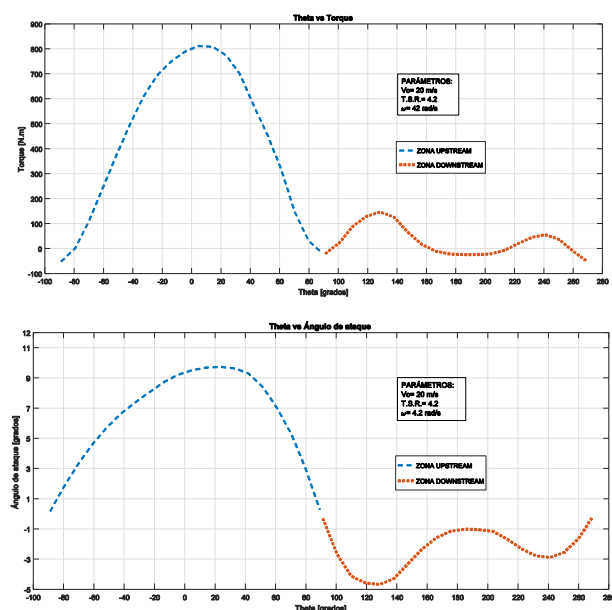 Theta vs Torque
900
800
700
600
500
400
300
200
100
0
-100
Torque [N.m]
PARÁMETROS:
Vo= 20 m/s
T.S.R.= 4.2
ω= 42 rad/s
ZONA UPSTREAM
ZONA DOWNSTREAM
-100 -80 -60 -40 -20 0 20 40 60 80 100 120 140 160 180 200 220 240 260 280
Theta [grados]
Theta vs Ángulo de ataque
12
11
9
7
5
3
1
-1
-3
-5
Ángulo de ataque [grados]
PARÁMETROS:
Vo= 20 m/s
T.S.R.= 4.2
ω= 4.2 rad/s
ZONA UPSTREAM
ZONA DOWNSTREAM
-100 -80 -60 -40 -20 0 20 40 60 80 100 120 140 160 180 200 220 240 260 280
Theta [grados]